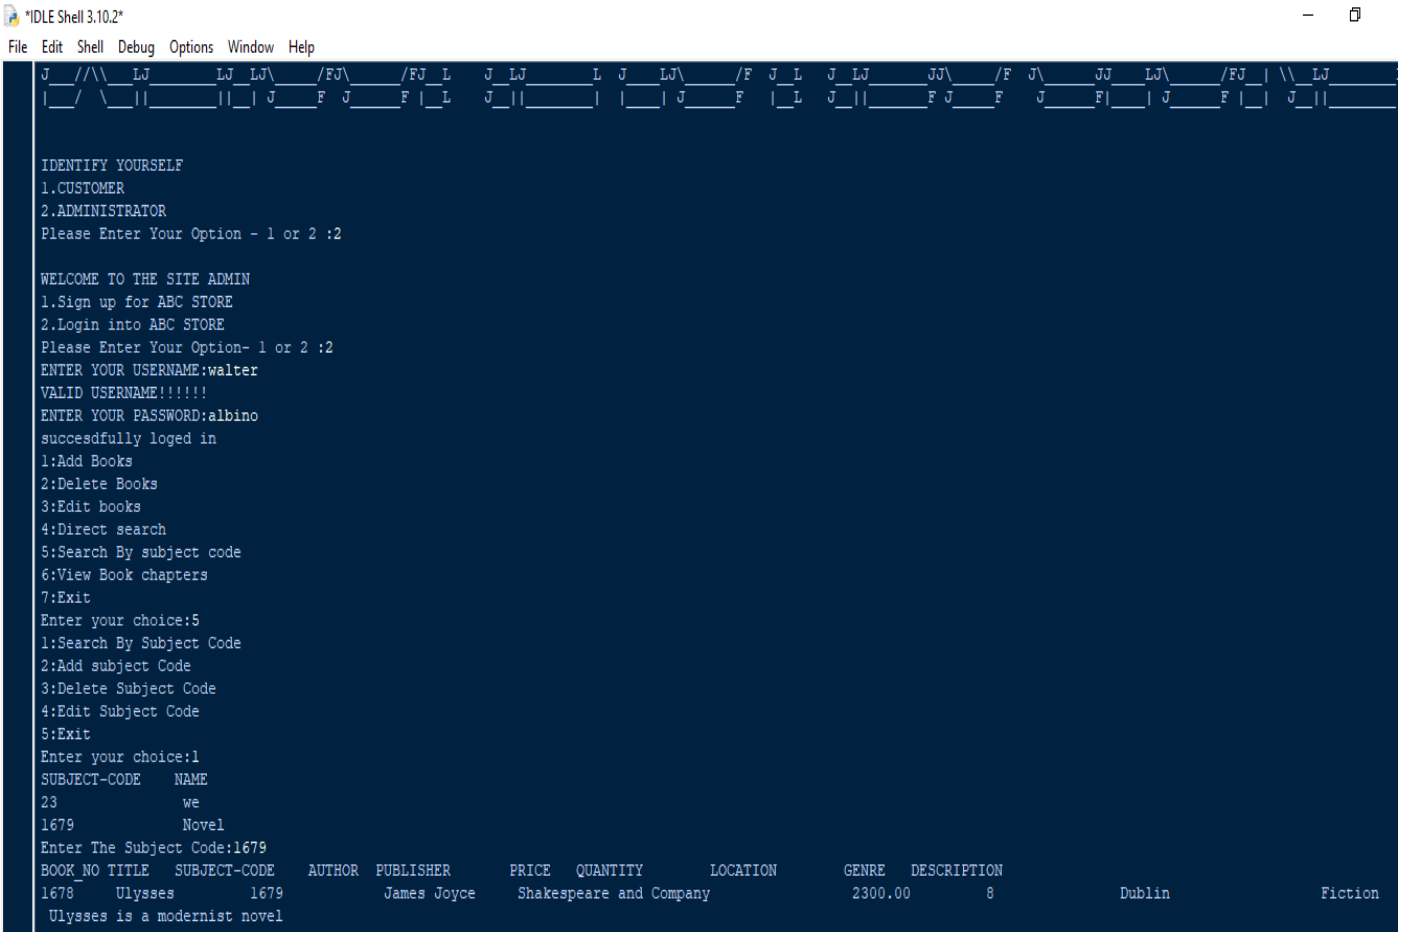 *IDLE Shell 3.10.2*
File Edit Shell Debug Options Window Help
IDENTIFY YOURSELF
1.CUSTOMER
2.ADMINISTRATOR
Please Enter Your Option - 1 or 2 :2
WELCOME TO THE SITE ADMIN
1.Sign up for ABC STORE
2.Login into ABC STORE
Please Enter Your Option- 1 or 2 :2
ENTER YOUR USERNAME:walter
VALID USERNAME!!!!!!
ENTER YOUR PASSWORD:albino
succesdfully loged in
1:Add Books
2:Delete Books
3:Edit books
4:Direct search
5:Search By subject code
6:View Book chapters
7:Exit
Enter your choice:5
1:Search By Subject Code
2:Add subject Code
3:Delete Subject Code
4:Edit Subject Code
5:Exit
Enter your choice:1
SUBJECT-CODE NAME
23 we
1679 Novel
Enter The Subject Code:1679
BOOK_NO TITLE SUBJECT-CODE AUTHOR PUBLISHER PRICE QUANTITY LOCATION GENRE DESCRIPTION
1678 Ulysses 1679 James Joyce Shakespeare and Company 2300.00 8 Dublin Fiction
Ulysses is a modernist novel